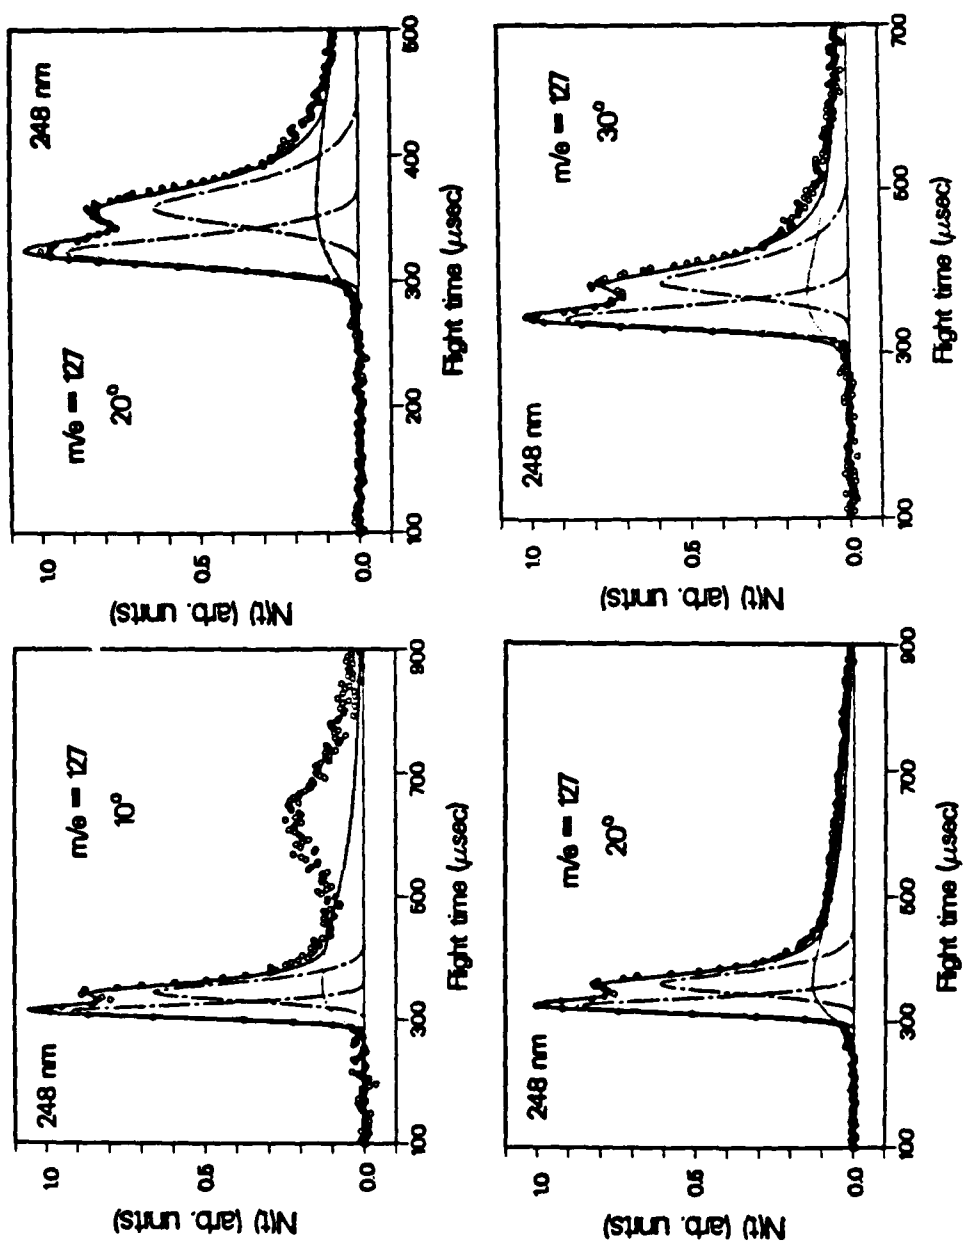 248 nm
m/e = 127
10°
1.0
0.5
0.0
N(t) (arb. units)
100
300
500
700
900
Flight time (μsec)
m/e = 127
20°
248 nm
1.0
0.5
0.0
N(t) (arb. units)
100
200
300
400
500
Flight time (μsec)
248 nm
m/e = 127
20°
1.0
0.5
0.0
N(t) (arb. units)
100
300
500
700
900
Flight time (μsec)
248 nm
m/e = 127
30°
1.0
0.5
0.0
N(t) (arb. units)
100
300
500
700
Flight time (μsec)